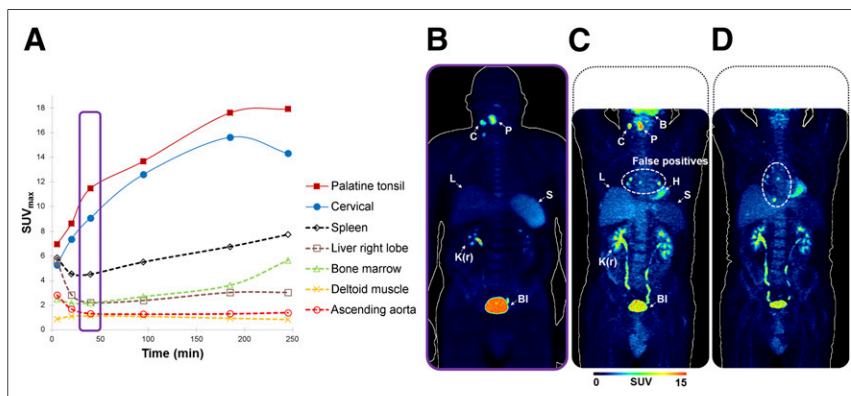 A
B
C
D
18
16
14
12
10
8
6
4
2
0
SUVmax
0
50
100
150
200
250
Time (min)
Palatine tonsil
Cervical
Spleen
Liver right lobe
Bone marrow
Deltoid muscle
Ascending aorta
C
P
L
S
K(r)
Bl
B
C
P
False positives
L
H
S
K(r)
Bl
0 SUV 15